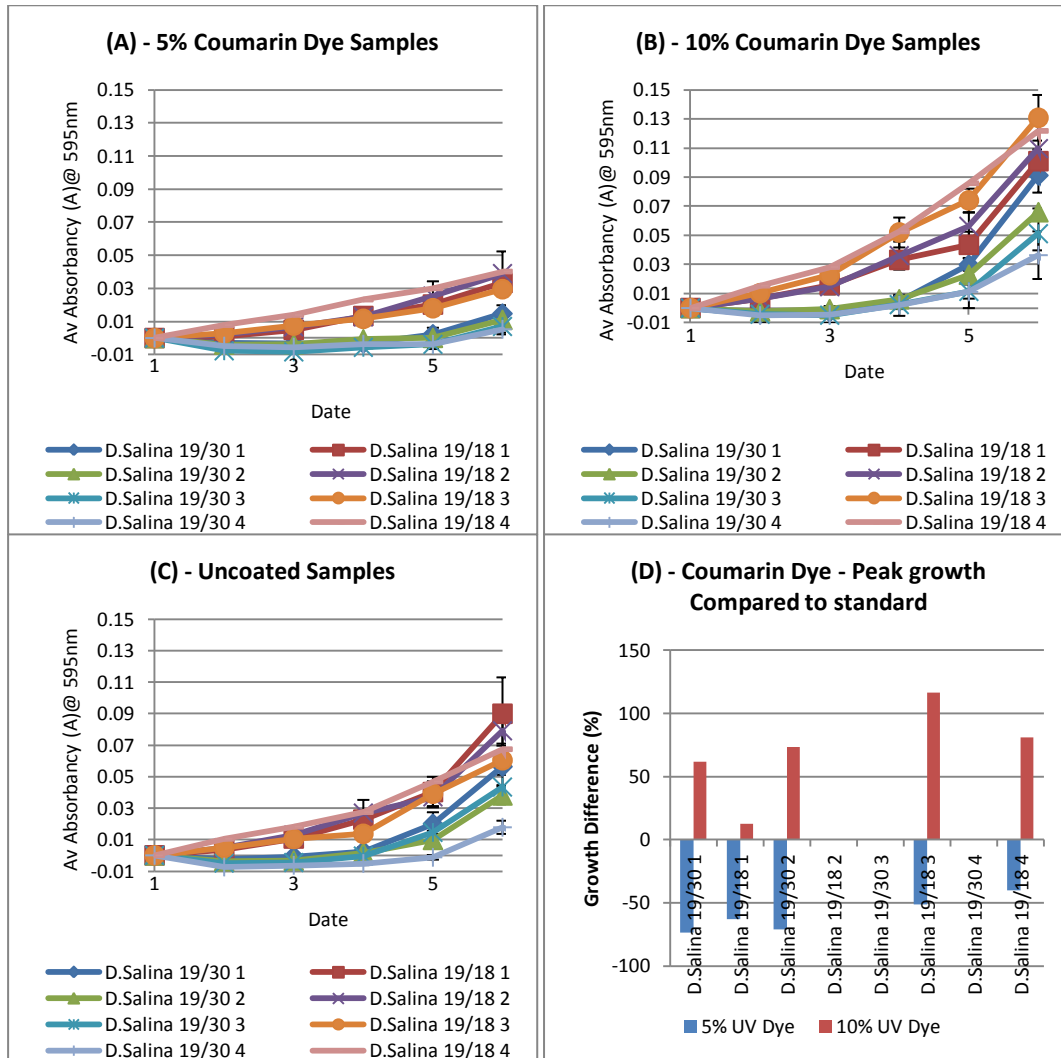 (A) - 5% Coumarin Dye Samples
Av Absorbancy (A)@ 595nm
0.15
0.13
0.11
0.09
0.07
0.05
0.03
0.01
-0.01
1
3
5
Date
D.Salina 19/30 1
D.Salina 19/18 1
D.Salina 19/30 2
D.Salina 19/18 2
D.Salina 19/30 3
D.Salina 19/18 3
D.Salina 19/30 4
D.Salina 19/18 4
(B) - 10% Coumarin Dye Samples
Av Absorbancy (A)@ 595nm
0.15
0.13
0.11
0.09
0.07
0.05
0.03
0.01
-0.01
1
3
5
Date
D.Salina 19/30 1
D.Salina 19/18 1
D.Salina 19/30 2
D.Salina 19/18 2
D.Salina 19/30 3
D.Salina 19/18 3
D.Salina 19/30 4
D.Salina 19/18 4
(C) - Uncoated Samples
Av Absorbancy (A)@ 595nm
0.15
0.13
0.11
0.09
0.07
0.05
0.03
0.01
-0.01
1
3
5
Date
D.Salina 19/30 1
D.Salina 19/18 1
D.Salina 19/30 2
D.Salina 19/18 2
D.Salina 19/30 3
D.Salina 19/18 3
D.Salina 19/30 4
D.Salina 19/18 4
(D) - Coumarin Dye - Peak growth
Compared to standard
Growth Difference (%)
150
100
50
0
-50
-100
D.Salina 19/30 1
D.Salina 19/18 1
D.Salina 19/30 2
D.Salina 19/18 2
D.Salina 19/30 3
D.Salina 19/18 3
D.Salina 19/30 4
D.Salina 19/18 4
5% UV Dye
10% UV Dye